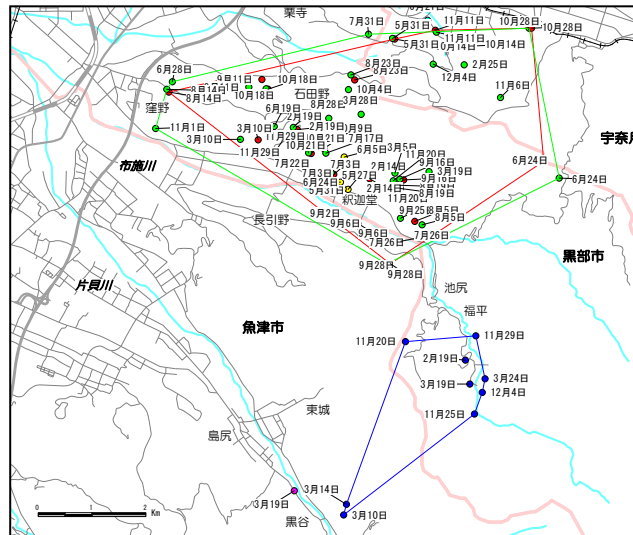 栗寺
7月31日
5月31日
5月31日
11月11日
11月11日
10月14日
10月14日
10月28日
10月28日
12月4日
2月25日
11月6日
6月28日
9月11日
10月18日
10月18日
石田野
8月23日
8月23日
10月4日
8月14日
8月14日
窪野
11月1日
3月28日
8月28日
6月19日
2月19日
2月19日
3月10日
3月10日
11月29日
11月29日
10月21日
7月17日
7月22日
6月5日
7月3日
7月3日
6月24日
5月27日
5月31日
釈迦堂
3月5日
11月20日
9月16日
9月16日
3月19日
2月14日
2月14日
8月19日
11月20日
宇奈月
6月24日
6月24日
市施川
長引野
9月2日
9月6日
9月6日
9月25日
8月5日
8月5日
7月26日
7月26日
9月28日
9月28日
黒部市
片貝川
池尻
福平
魚津市
11月20日
11月29日
2月19日
3月19日
3月24日
12月4日
11月25日
東城
島尻
3月14日
3月19日
黒谷
3月10日
0 1 2 Km